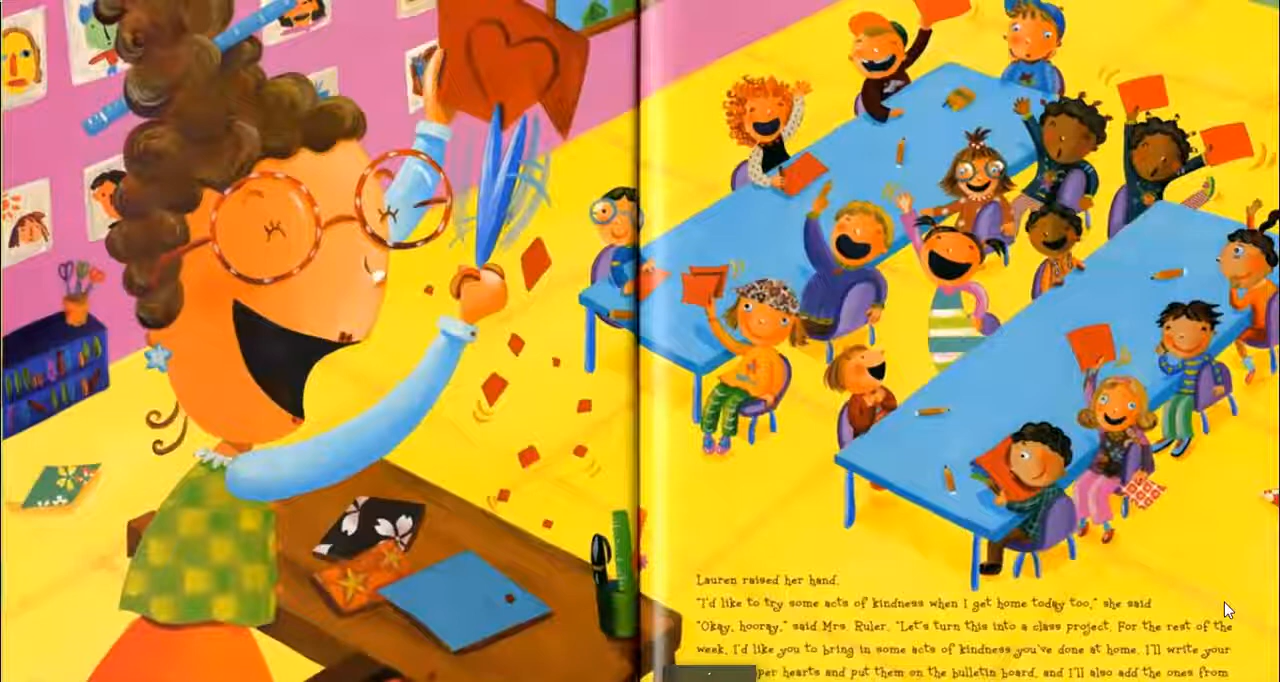 Lauren raised her hand.
"I'd like to try some acts of kindness when I get home today too," she said
"Okay, hooray," said Mrs. Ruler. "Let's turn this into a class project. For the rest of the
week, I'd like you to bring in some acts of kindness you've done at home. I'll write your
hearts and put them on the bulletin board, and I'll also add the ones from